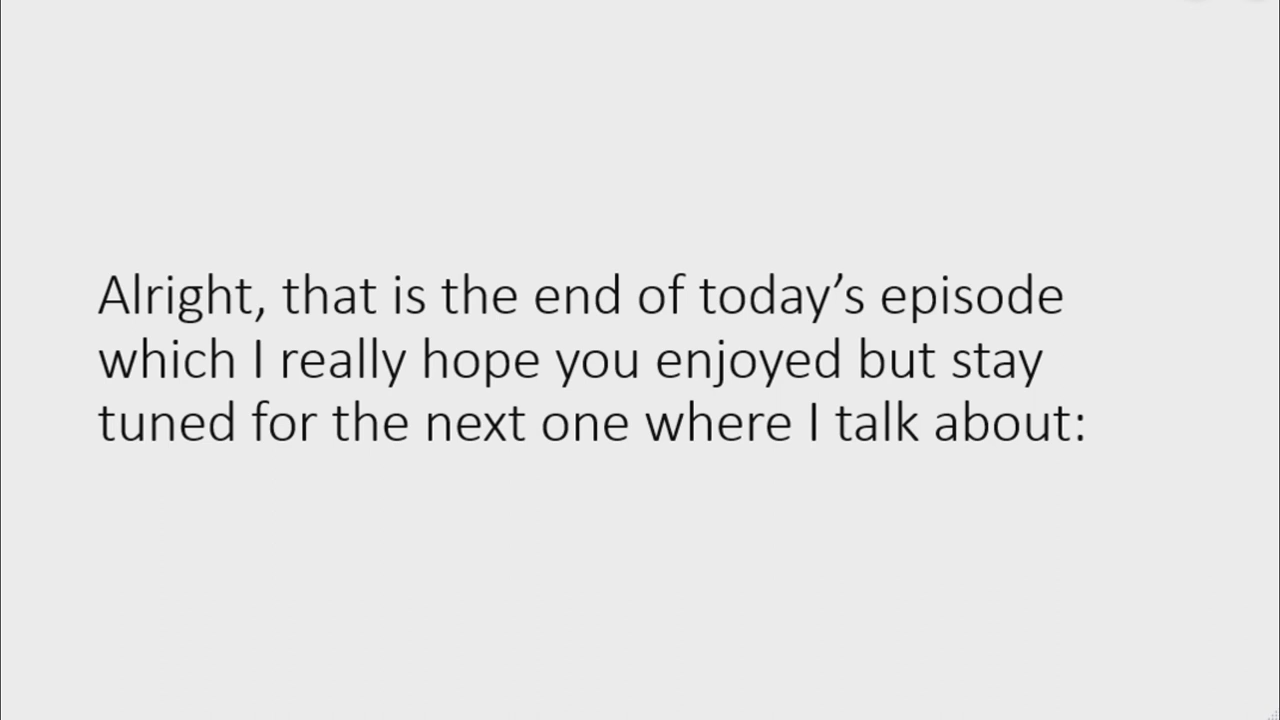 Alright, that is the end of today’s episode
which I really hope you enjoyed but stay
tuned for the next one where I talk about: